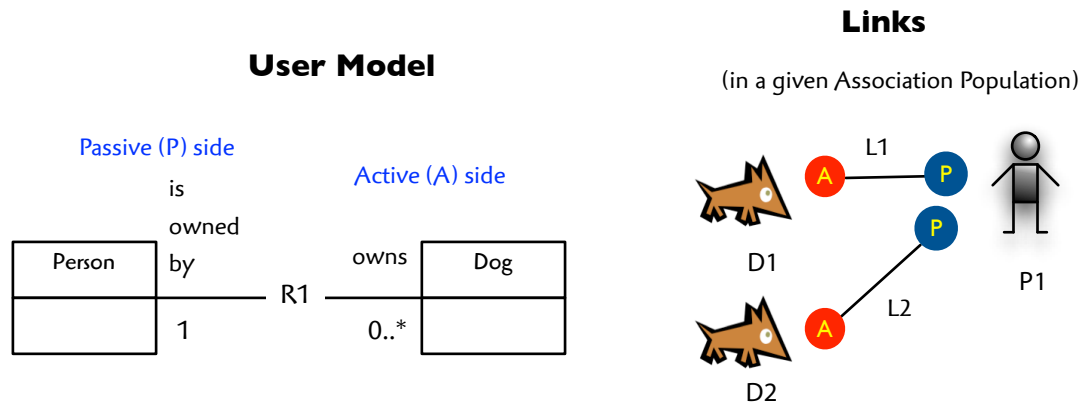 User Model
Passive (P) side
Active (A) side
is
owned
by
Person
owns
Dog
R1
1
0..*
Links
(in a given Association Population)
A
L1
P
P
D1
P1
L2
A
D2